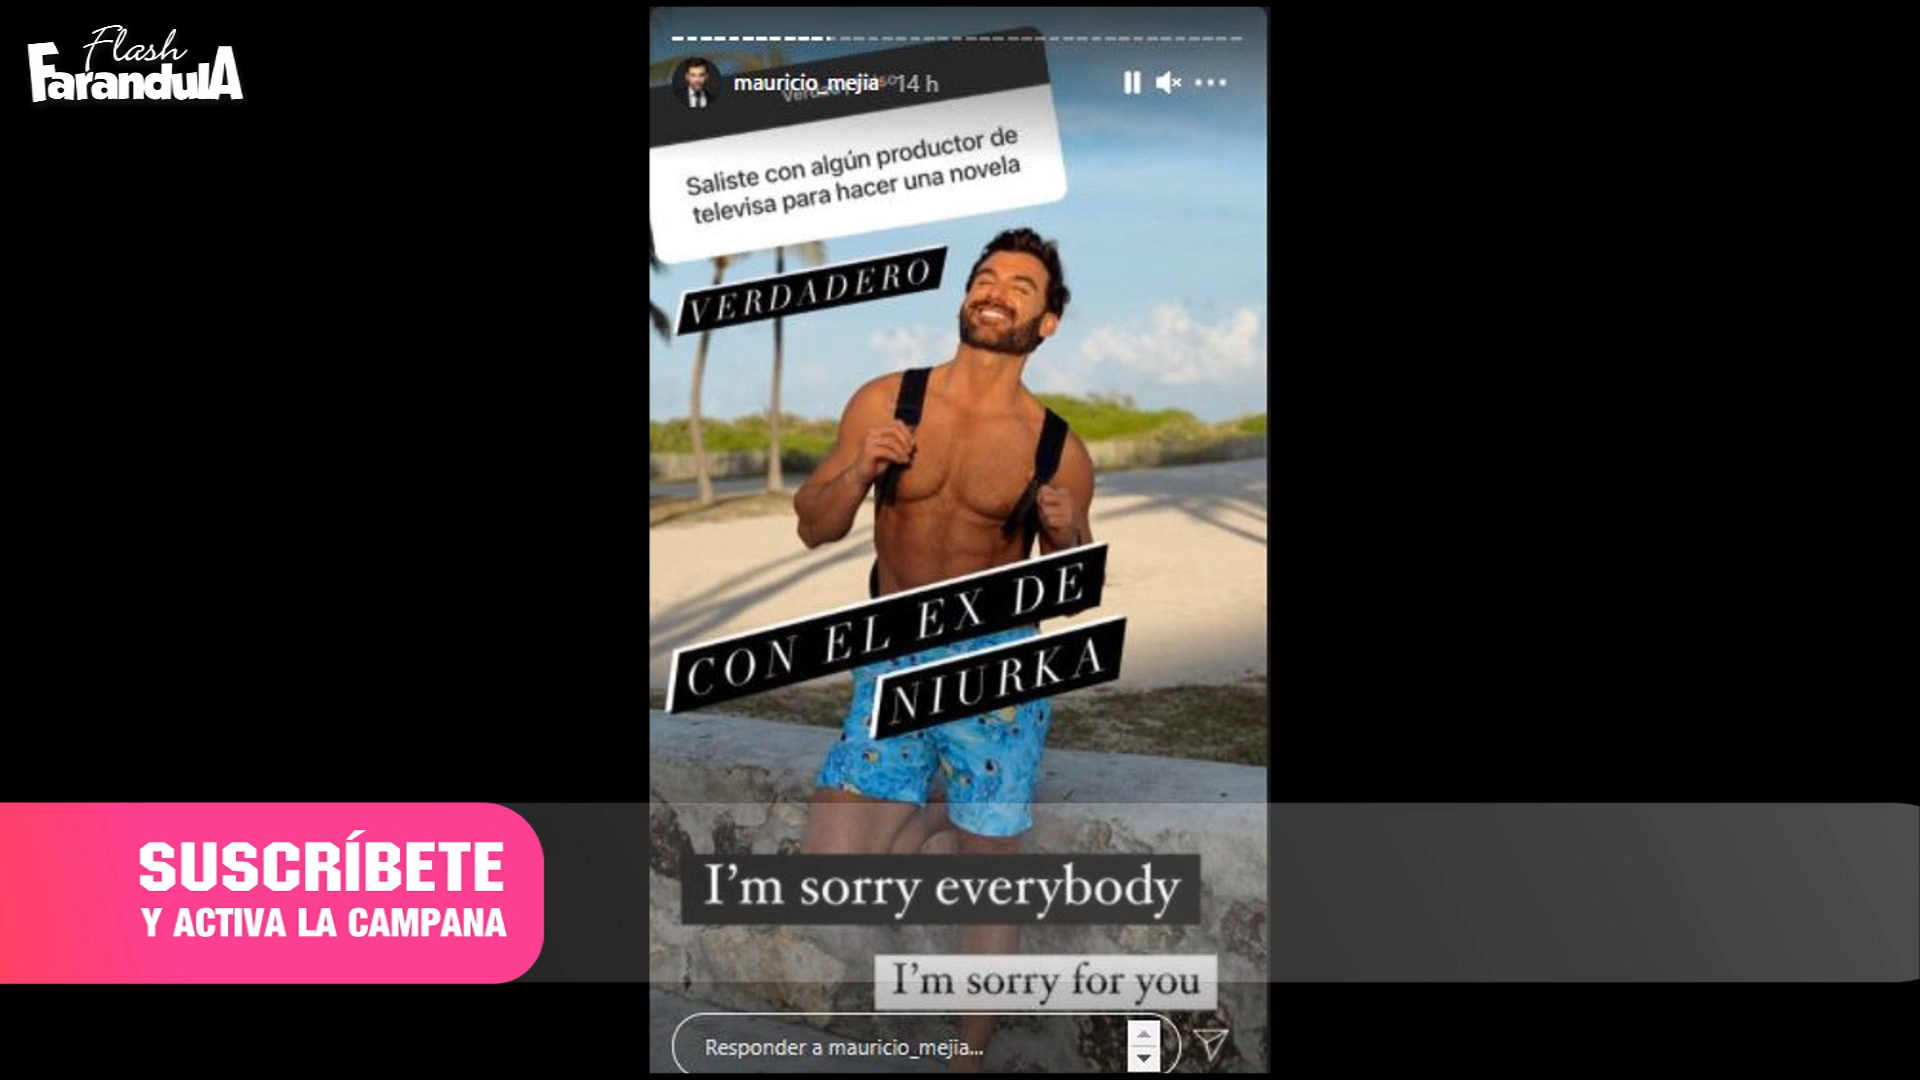 Flash
FarandulA
mauricio_mejia 14 h
Saliste con algún productor de
televisa para hacer una novela
VERDADERO
CON EL EX DE
NIURKA
SUSCRÍBETE
Y ACTIVA LA CAMPANA
I'm sorry everybody
I'm sorry for you
Responder a mauricio_mejia...